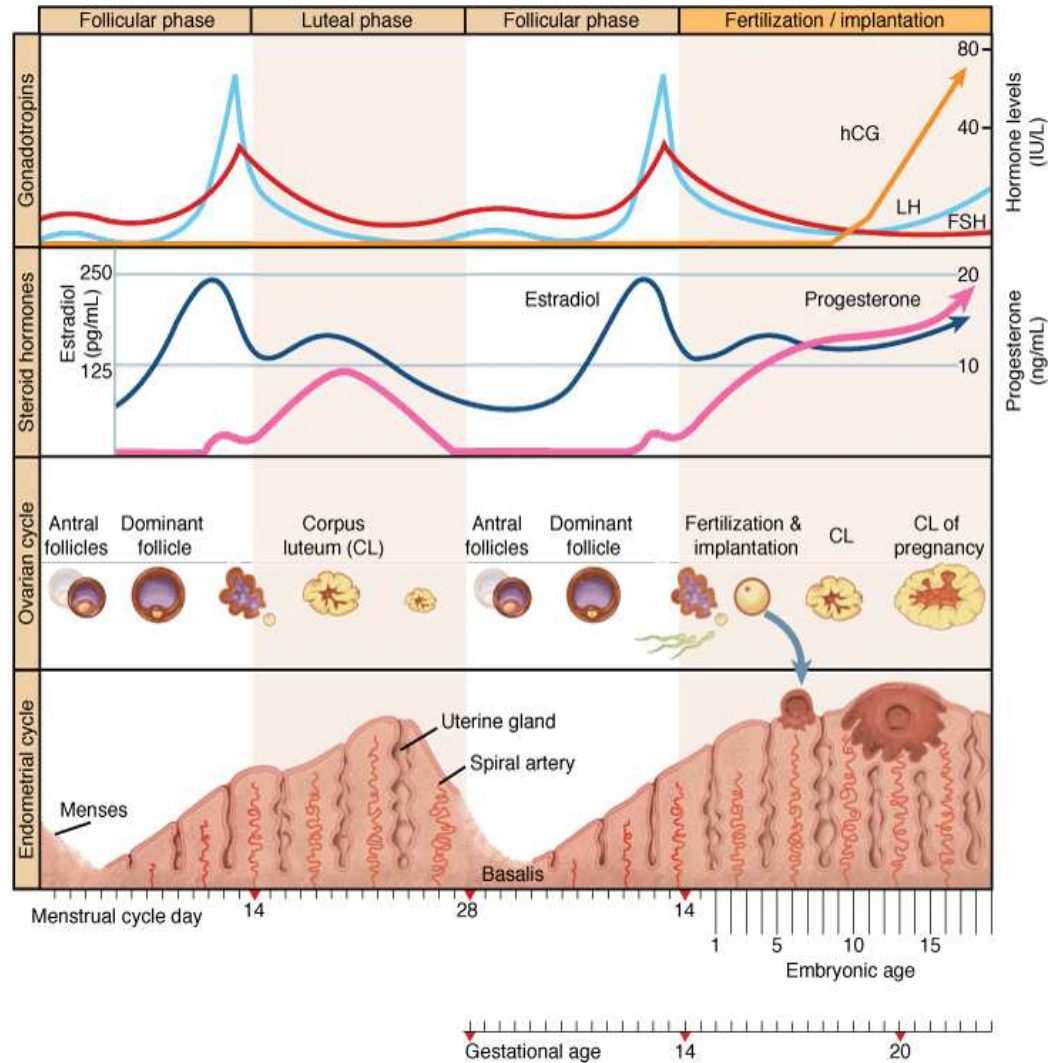 Follicular phase
Luteal phase
Follicular phase
Fertilization / implantation
Gonadotropins
80
40
hCG
LH
FSH
Hormone levels
(IU/L)
Steroid hormones
Estradiol
(pg/mL)
250
125
Estradiol
Progesterone
20
10
Progesterone
(ng/mL)
Ovarian cycle
Antral
follicles
Dominant
follicle
Corpus
luteum (CL)
Antral
follicles
Dominant
follicle
Fertilization &
implantation
CL
CL of
pregnancy
Endometrial cycle
Menses
Uterine gland
Spiral artery
Basalis
Menstrual cycle day
14
28
14
1
5
10
15
Embryonic age
Gestational age
14
20